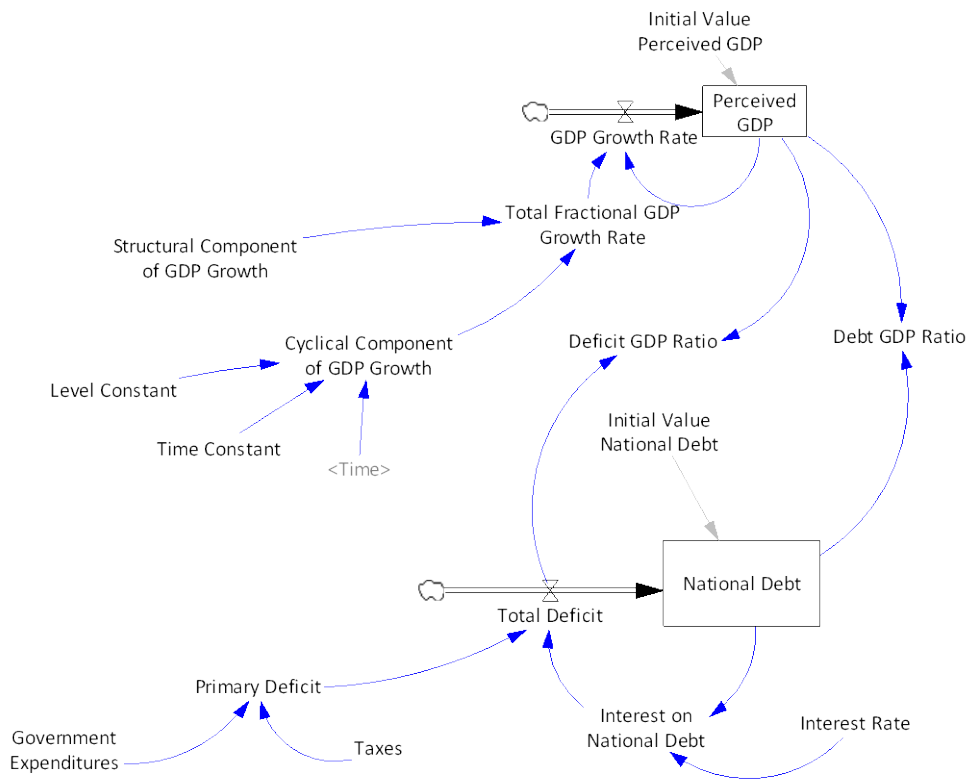 Initial Value
Perceived GDP
Perceived
GDP
GDP Growth Rate
Total Fractional GDP
Growth Rate
Structural Component
of GDP Growth
Cyclical Component
of GDP Growth
Deficit GDP Ratio
Debt GDP Ratio
Level Constant
Time Constant
<Time>
Initial Value
National Debt
National Debt
Total Deficit
Primary Deficit
Interest on
National Debt
Interest Rate
Government
Expenditures
Taxes